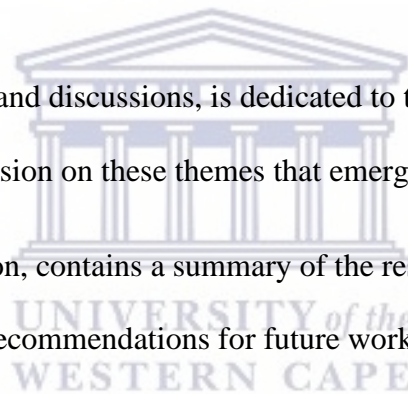 and discussions, is dedicated to
sion on these themes that emerg
on, contains a summary of the re
UNIVERSITY of the
ecommendations for future work
WESTERN CAPE